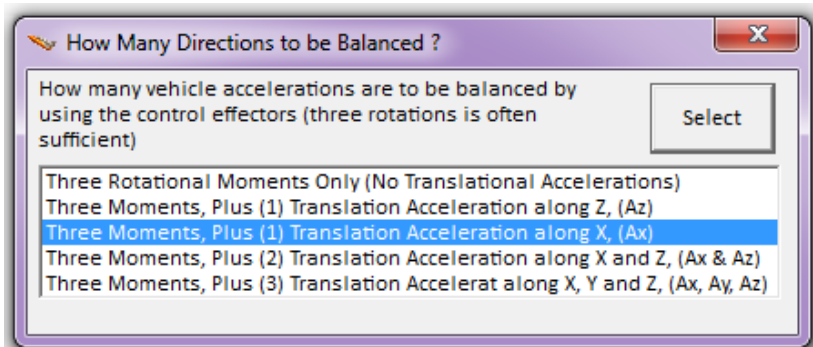 How Many Directions to be Balanced ?
How many vehicle accelerations are to be balanced by
using the control effectors (three rotations is often
sufficient)
Select
Three Rotational Moments Only (No Translational Accelerations)
Three Moments, Plus (1) Translation Acceleration along Z, (Az)
Three Moments, Plus (1) Translation Acceleration along X, (Ax)
Three Moments, Plus (2) Translation Acceleration along X and Z, (Ax & Az)
Three Moments, Plus (3) Translation Accelerat along X, Y and Z, (Ax, Ay, Az)